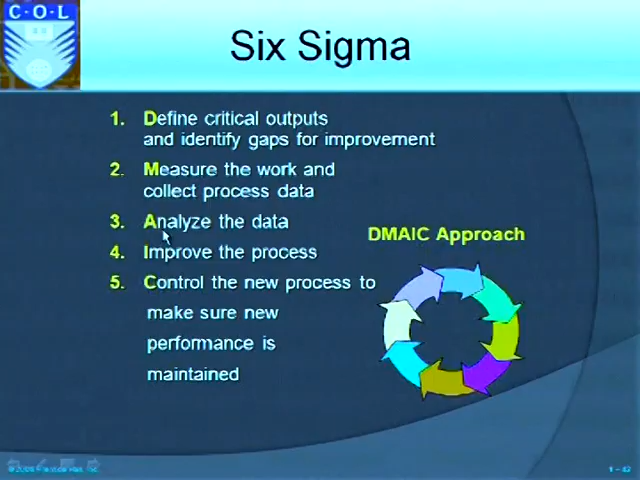 C·O·L
Six Sigma
1. Define critical outputs
and identify gaps for improvement
2. Measure the work and
collect process data
3. Analyze the data
DMAIC Approach
4. Improve the process
5. Control the new process to
make sure new
performance is
maintained
1 – 42